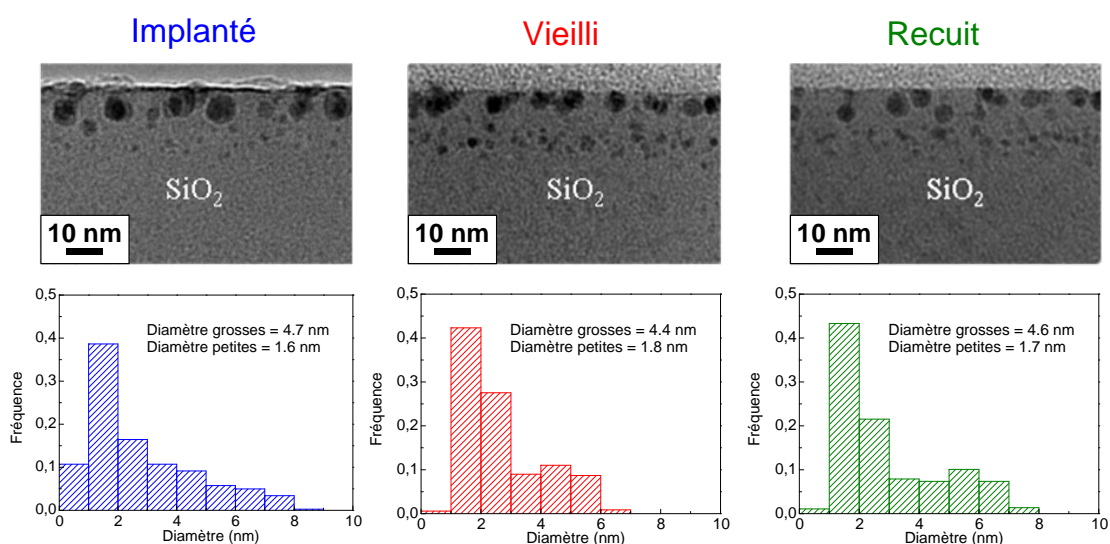 Implanté
Vieilli
Recuit
SiO2
10 nm
SiO2
10 nm
SiO2
10 nm
0,5
0,4
0,3
0,2
0,1
0,0
0 2 4 6 8 10
Fréquence
Diamètre (nm)
Diamètre grosses = 4.7 nm
Diamètre petites = 1.6 nm
0,5
0,4
0,3
0,2
0,1
0,0
0 2 4 6 8 10
Fréquence
Diamètre (nm)
Diamètre grosses = 4.4 nm
Diamètre petites = 1.8 nm
0,5
0,4
0,3
0,2
0,1
0,0
0 2 4 6 8 10
Fréquence
Diamètre (nm)
Diamètre grosses = 4.6 nm
Diamètre petites = 1.7 nm